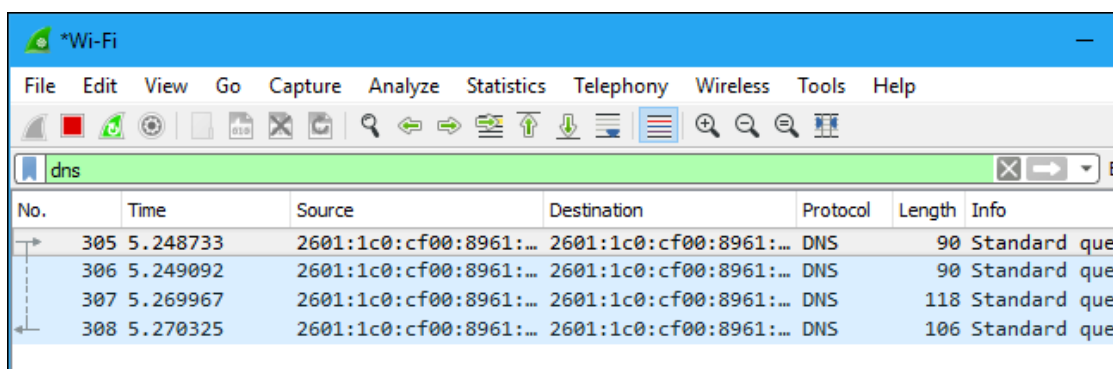 *Wi-Fi
File Edit View Go Capture Analyze Statistics Telephony Wireless Tools Help
dns
No. Time Source Destination Protocol Length Info
305 5.248733 2601:1c0:cf00:8961:… 2601:1c0:cf00:8961:… DNS 90 Standard que
306 5.249092 2601:1c0:cf00:8961:… 2601:1c0:cf00:8961:… DNS 90 Standard que
307 5.269967 2601:1c0:cf00:8961:… 2601:1c0:cf00:8961:… DNS 118 Standard que
308 5.270325 2601:1c0:cf00:8961:… 2601:1c0:cf00:8961:… DNS 106 Standard que